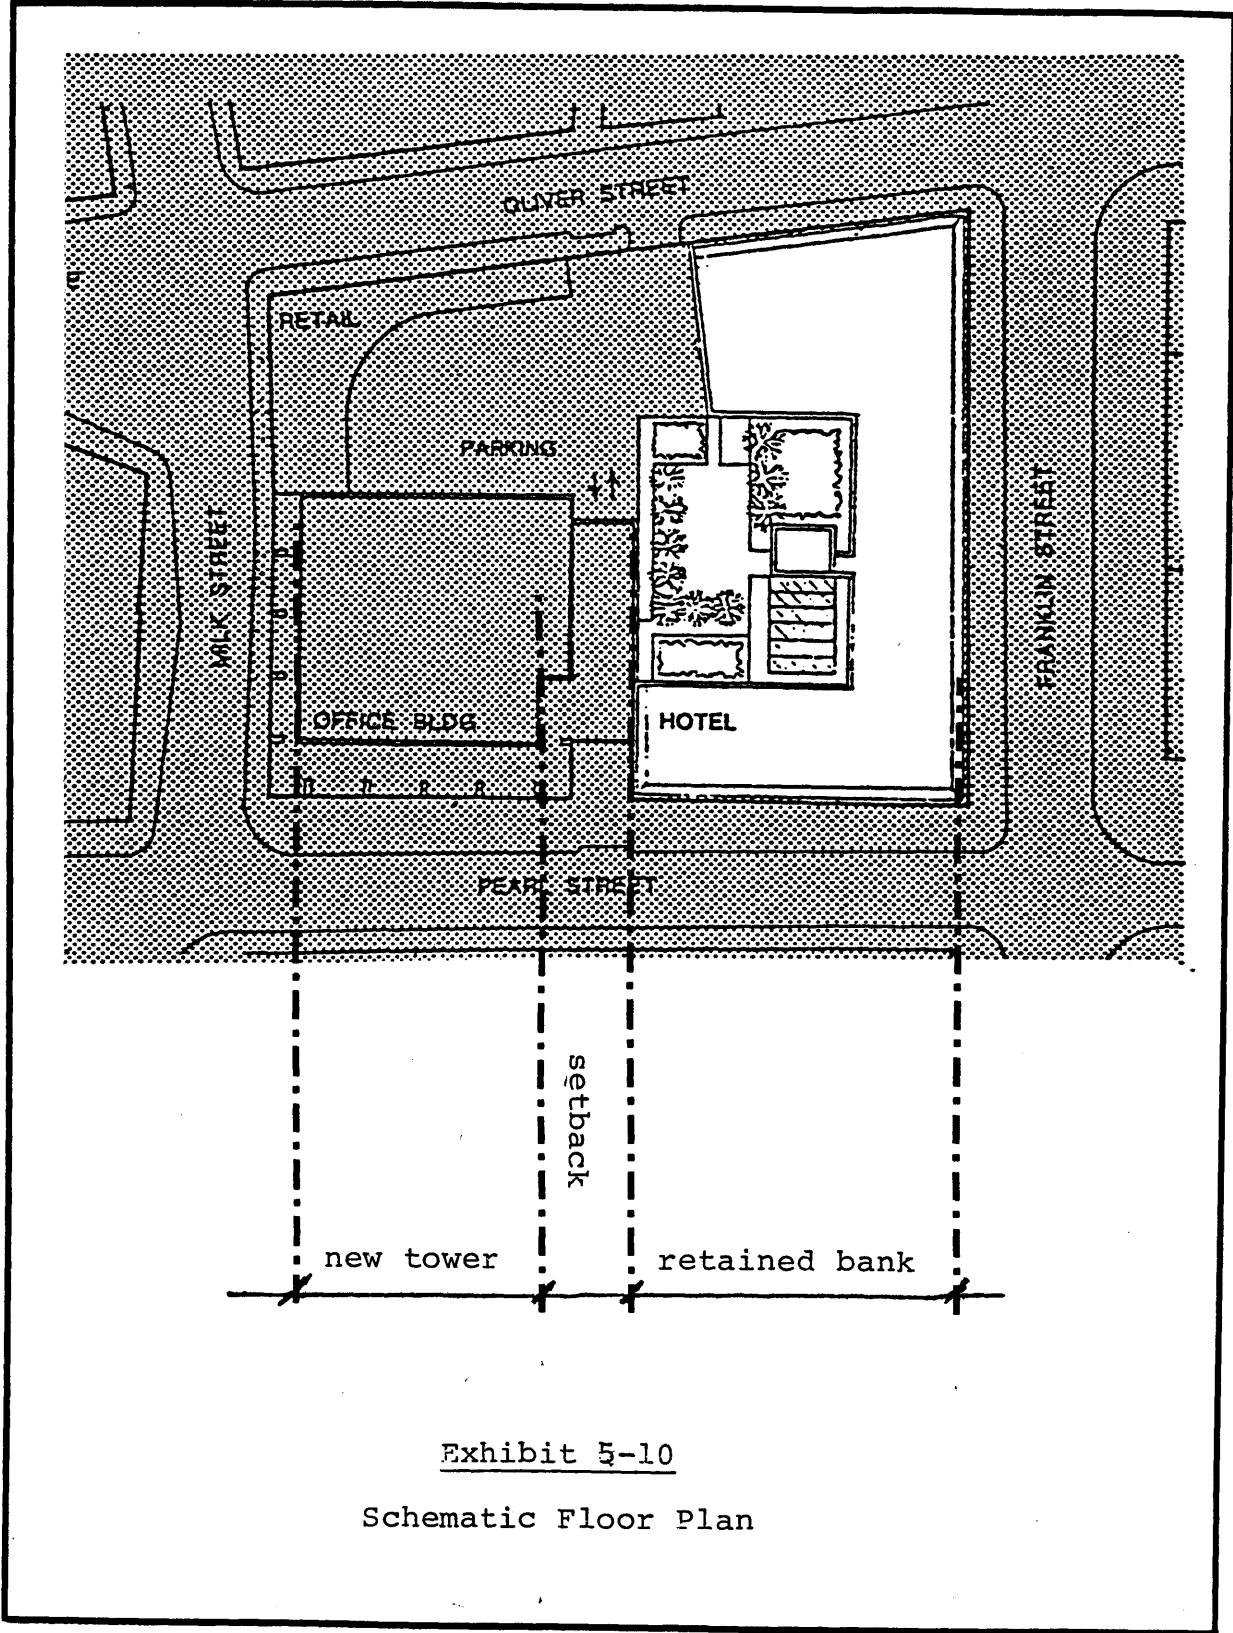 OLIVER STREET
E
RETAIL
PARKING
MILK STREET
FRANKLIN STREET
OFFICE BLDG
HOTEL
PEARL STREET
setback
new tower
retained bank
Exhibit 5-10
Schematic Floor Plan